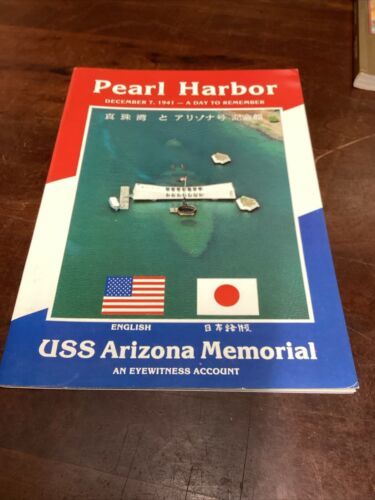 Pearl Harbor
DECEMBER 7, 1941 — A DAY TO REMEMBER
真珠湾 と アリゾナ号 記念館
ENGLISH
日本語版
USS Arizona Memorial
AN EYEWITNESS ACCOUNT